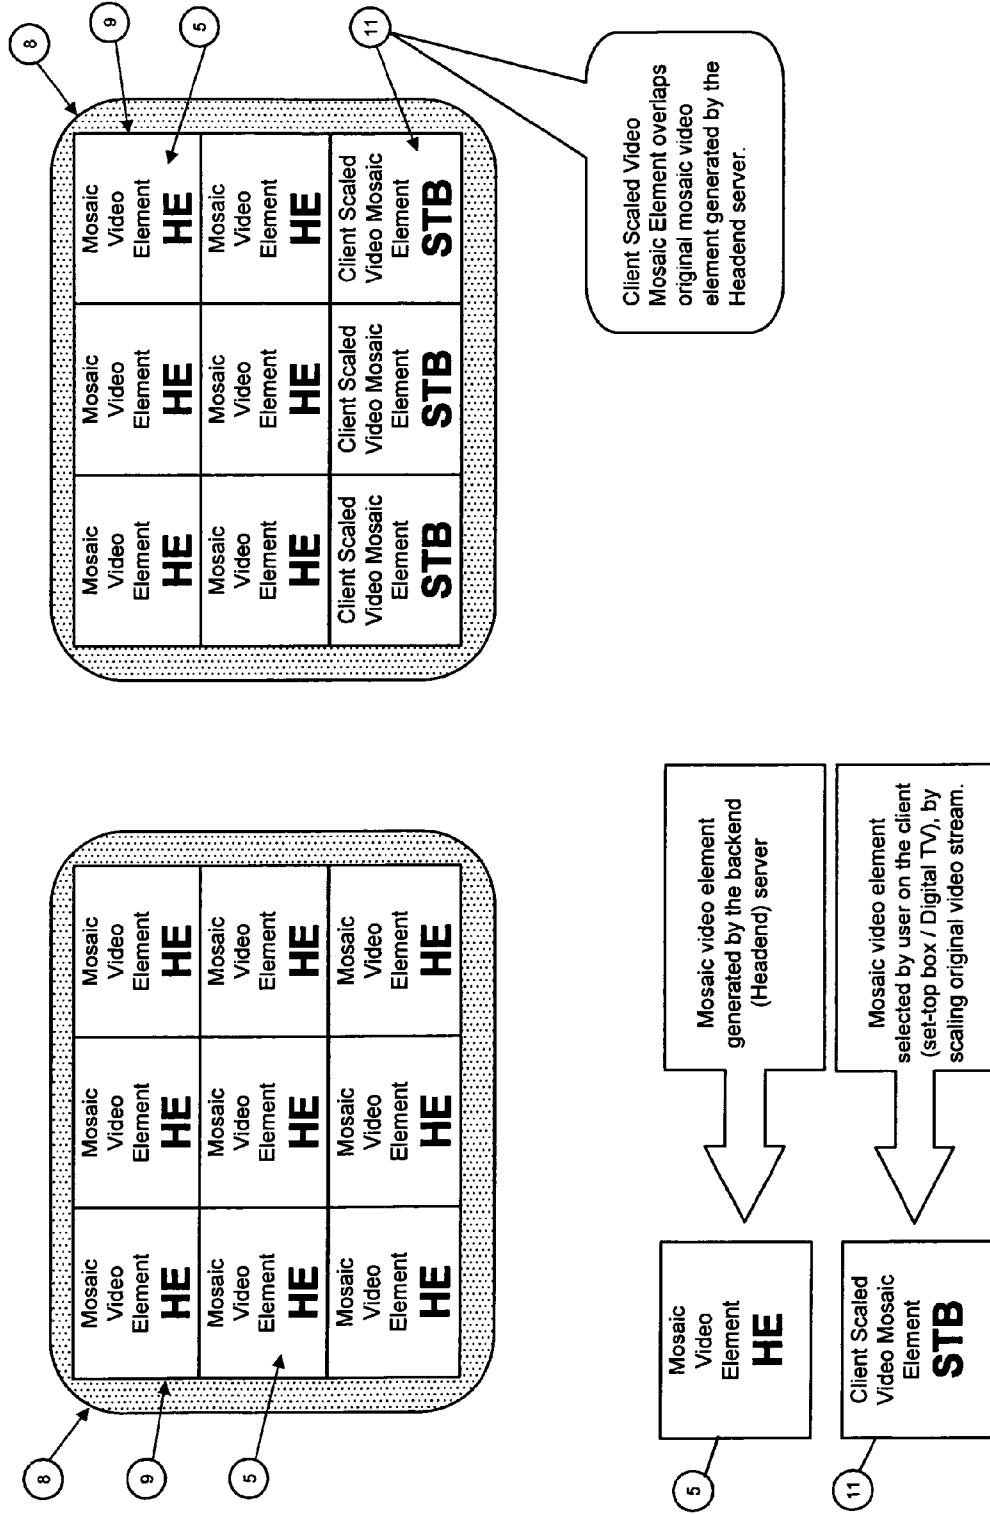 8
9
5
Mosaic
Video
Element
HE
Mosaic
Video
Element
HE
Mosaic
Video
Element
HE
Mosaic
Video
Element
HE
Mosaic
Video
Element
HE
Mosaic
Video
Element
HE
Mosaic
Video
Element
HE
Mosaic
Video
Element
HE
Mosaic
Video
Element
HE
8
9
5
11
Mosaic
Video
Element
HE
Mosaic
Video
Element
HE
Mosaic
Video
Element
HE
Mosaic
Video
Element
HE
Mosaic
Video
Element
HE
Mosaic
Video
Element
HE
Client Scaled
Video Mosaic
Element
STB
Client Scaled
Video Mosaic
Element
STB
Client Scaled
Video Mosaic
Element
STB
5
Mosaic
Video
Element
HE
Mosaic video element
generated by the backend
(Headend) server
11
Client Scaled
Video Mosaic
Element
STB
Mosaic video element
selected by user on the client
(set-top box / Digital TV), by
scaling original video stream.
Client Scaled Video
Mosaic Element overlaps
original mosaic video
element generated by the
Headend server.